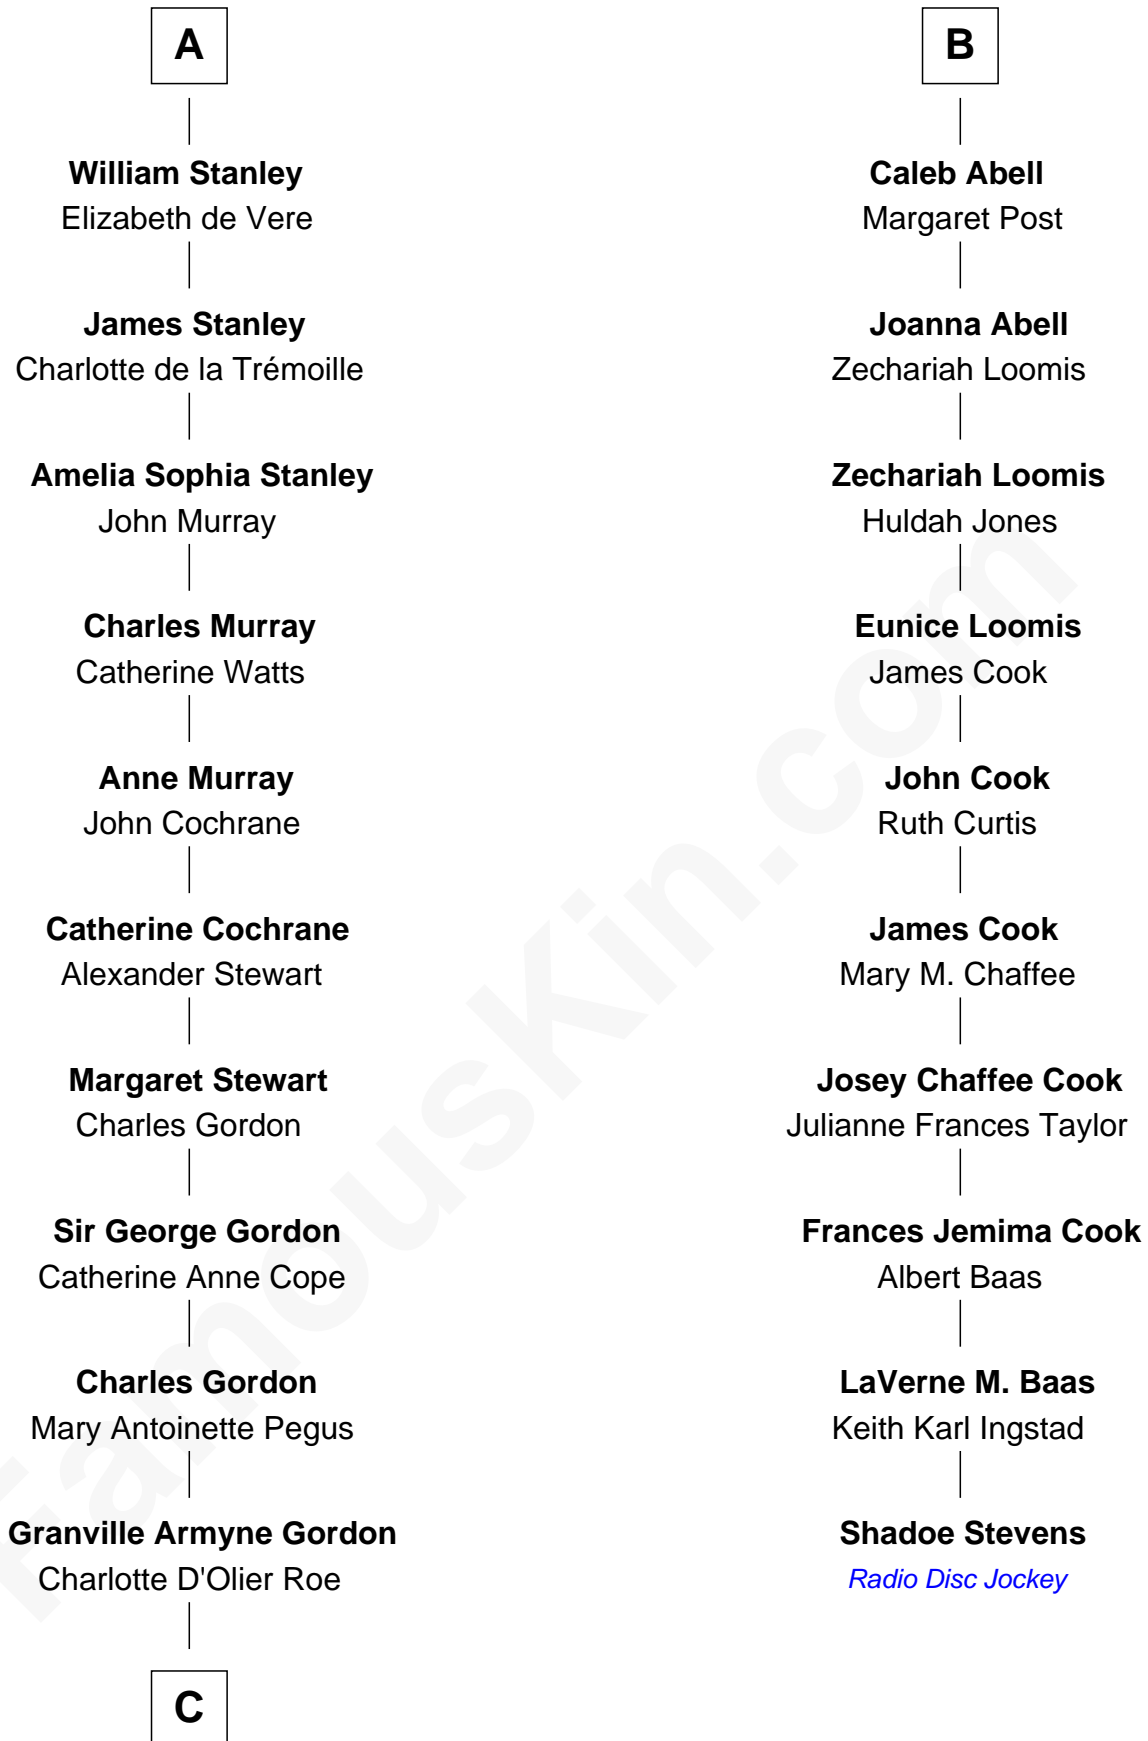 A
William Stanley
Elizabeth de Vere
James Stanley
Charlotte de la Trémoille
Amelia Sophia Stanley
John Murray
Charles Murray
Catherine Watts
Anne Murray
John Cochrane
Catherine Cochrane
Alexander Stewart
Margaret Stewart
Charles Gordon
Sir George Gordon
Catherine Anne Cope
Charles Gordon
Mary Antoinette Pegus
Granville Armyne Gordon
Charlotte D'Olier Roe
C
B
Caleb Abell
Margaret Post
Joanna Abell
Zechariah Loomis
Zechariah Loomis
Huldah Jones
Eunice Loomis
James Cook
John Cook
Ruth Curtis
James Cook
Mary M. Chaffee
Josey Chaffee Cook
Julianne Frances Taylor
Frances Jemima Cook
Albert Baas
LaVerne M. Baas
Keith Karl Ingstad
Shadoe Stevens
Radio Disc Jockey
FamousKin.com